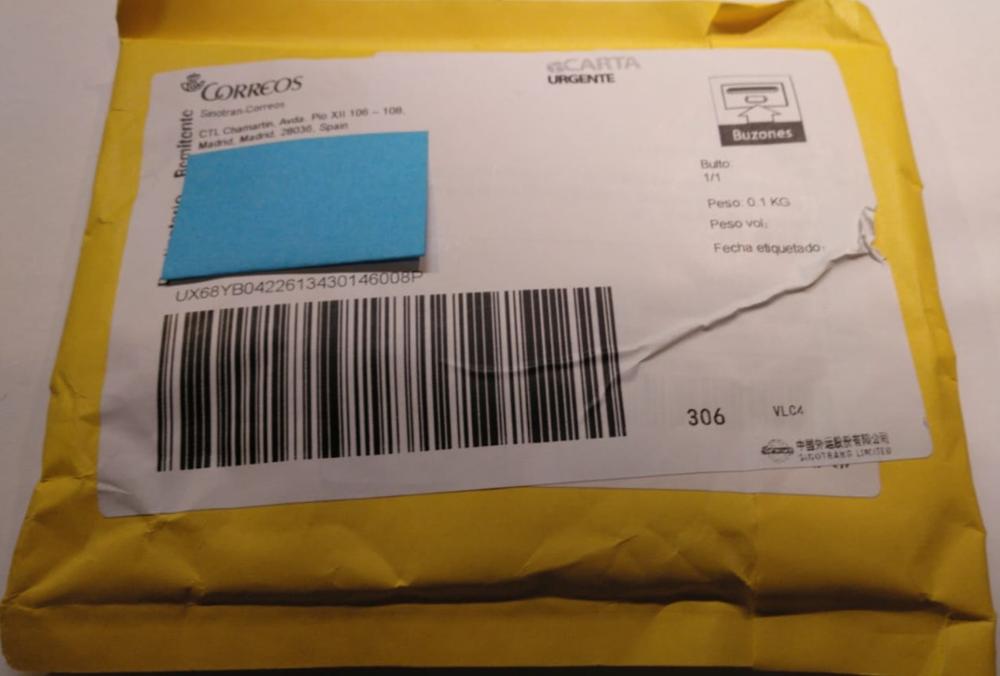 CORREOS
Sinotran-Correos
CTL Chamartin, Avda. Pio XII 106 – 108,
Madrid, Madrid, 28036, Spain
Remitente
CARTA
URGENTE
Buzones
Bulto:
1/1
Peso: 0.1 KG
Peso vol:
Fecha etiquetado:
UX68YB0422613430146008P
306 VLC4
中国外运股份有限公司
SINOTRANS LIMITED